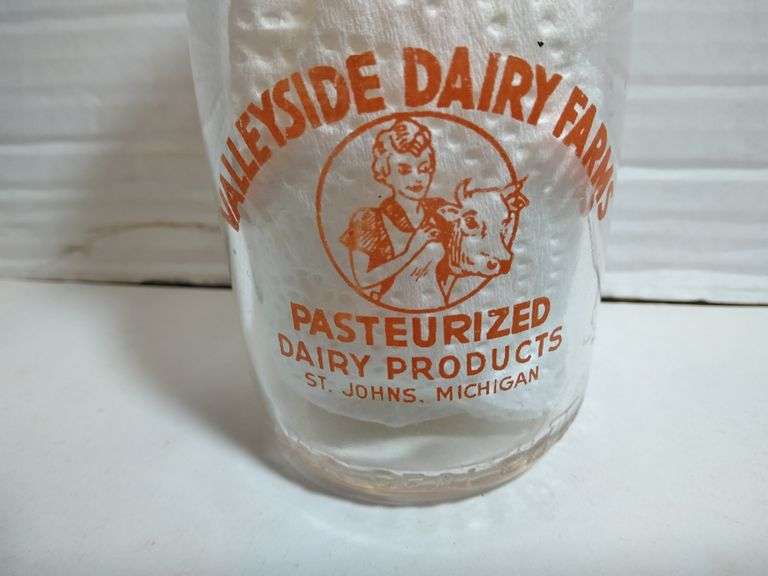 VALLEYSIDE DAIRY FARMS
PASTEURIZED
DAIRY PRODUCTS
ST. JOHNS, MICHIGAN